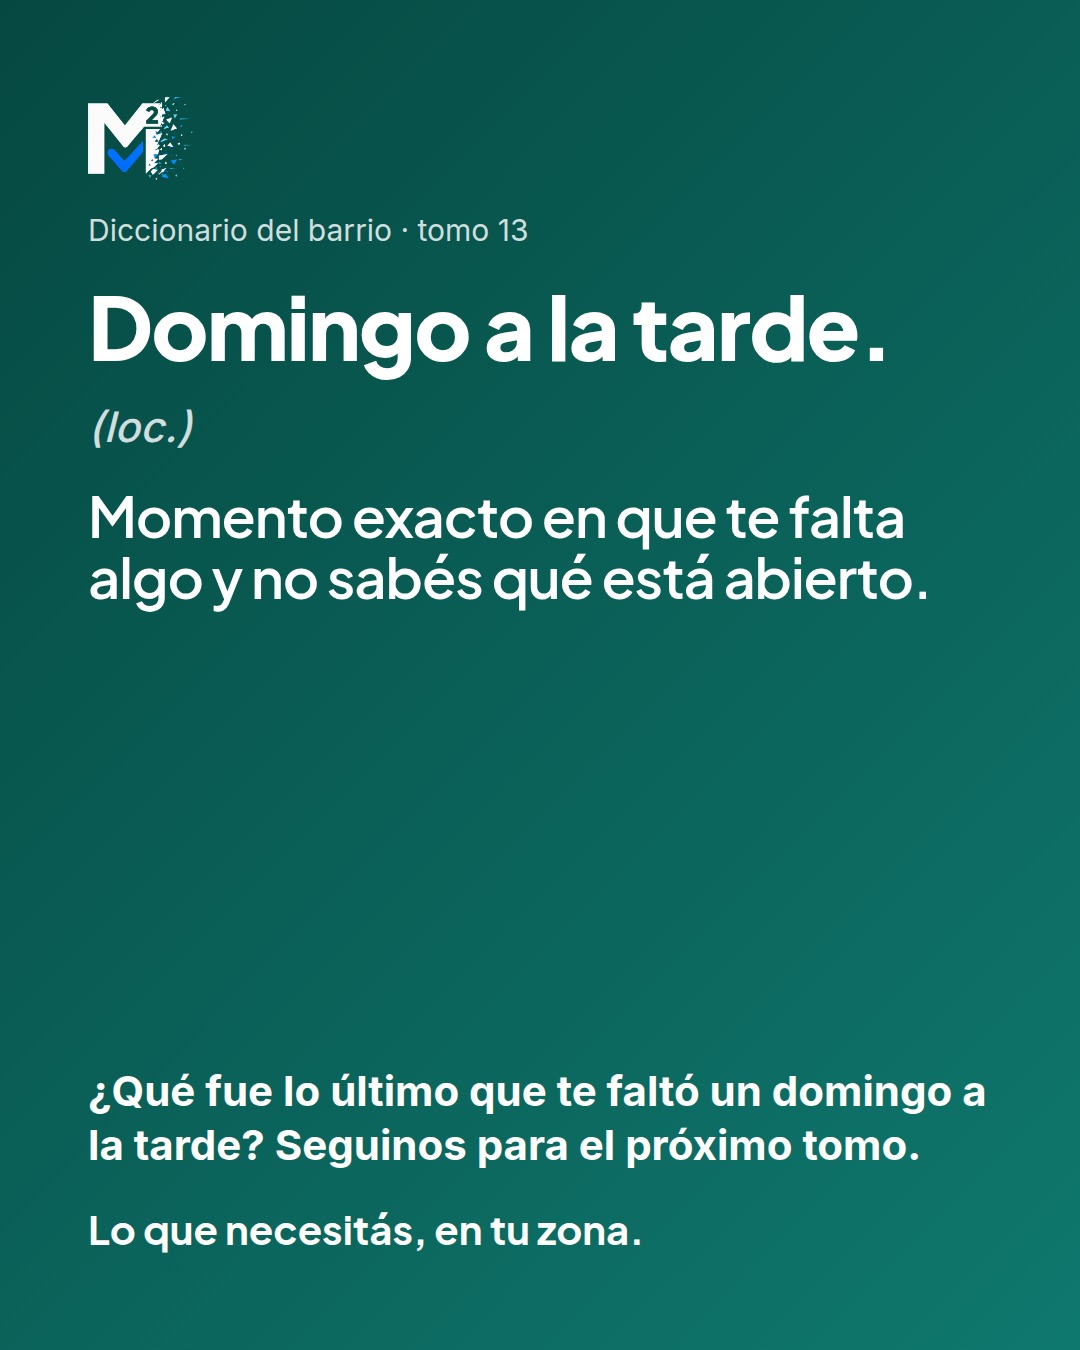 M2
Diccionario del barrio · tomo 13
Domingo a la tarde.
(loc.)
Momento exacto en que te falta
algo y no sabés qué está abierto.
¿Qué fue lo último que te faltó un domingo a
la tarde? Seguinos para el próximo tomo.
Lo que necesitás, en tu zona.